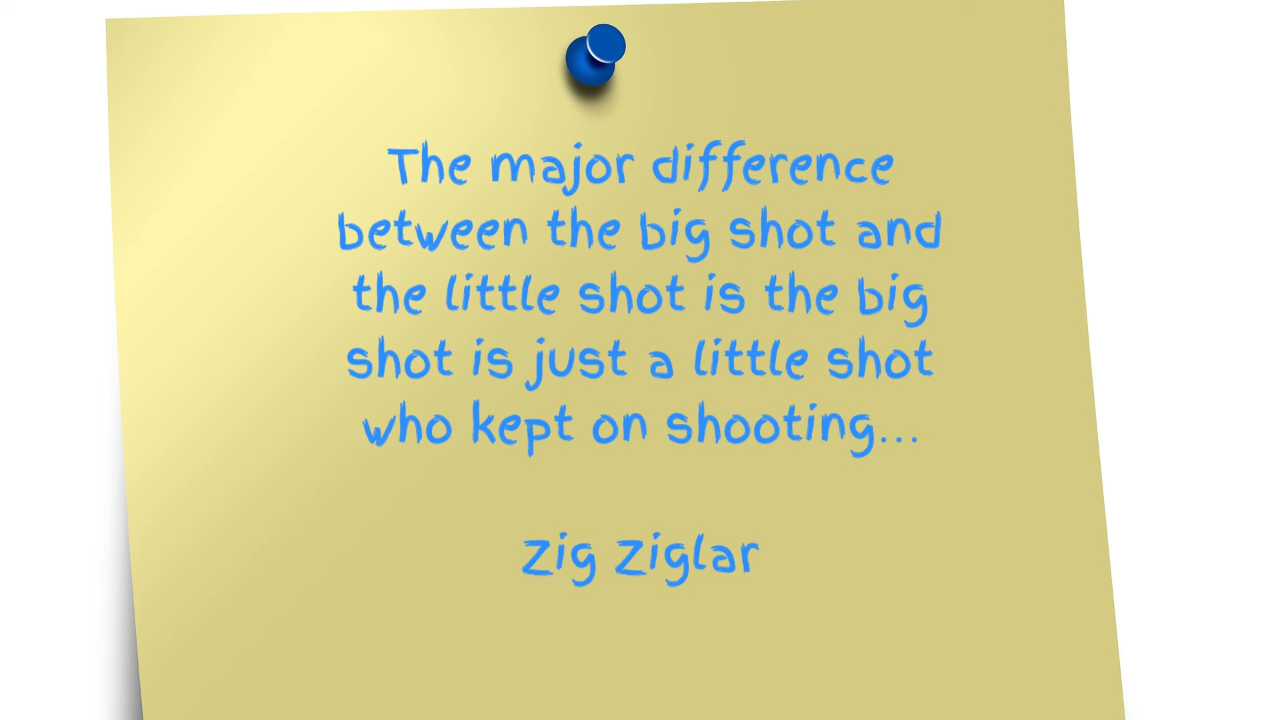 The major difference
between the big shot and
the little shot is the big
shot is just a little shot
who kept on shooting...
Zig Ziglar